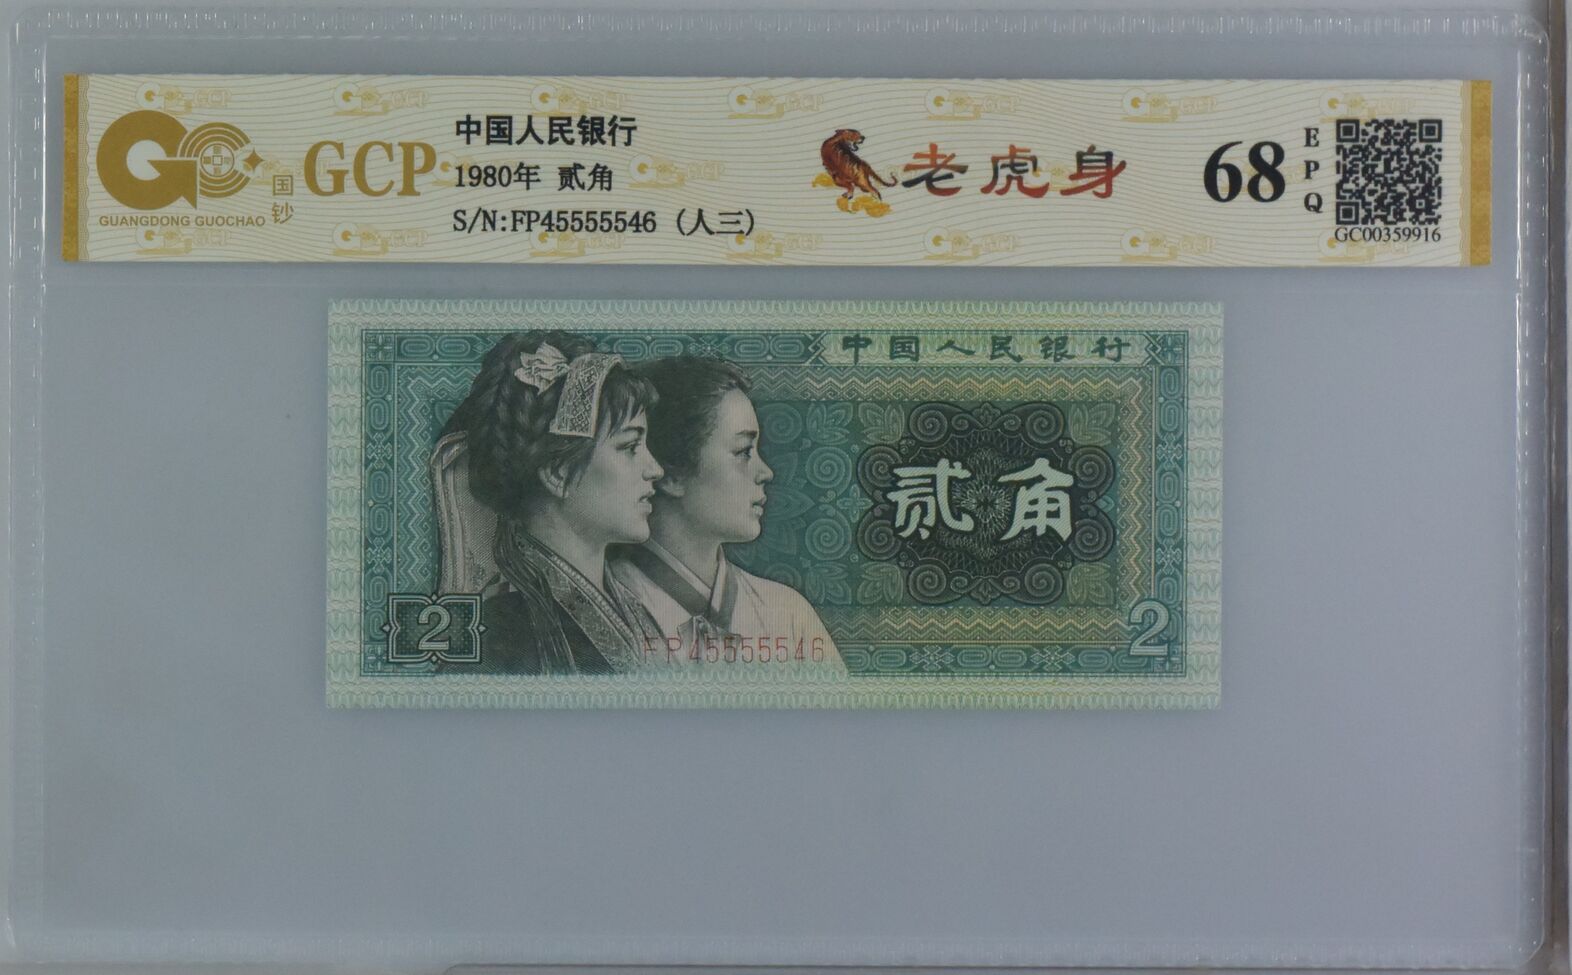 GC
GUANGDONG GUOCHAO
国钞
GCP
中国人民银行
1980年 贰角
S/N:FP45555546 (人三)
老虎身
68
EPQ
GC00359916
中国人民银行
贰角
2
2
FP45555546